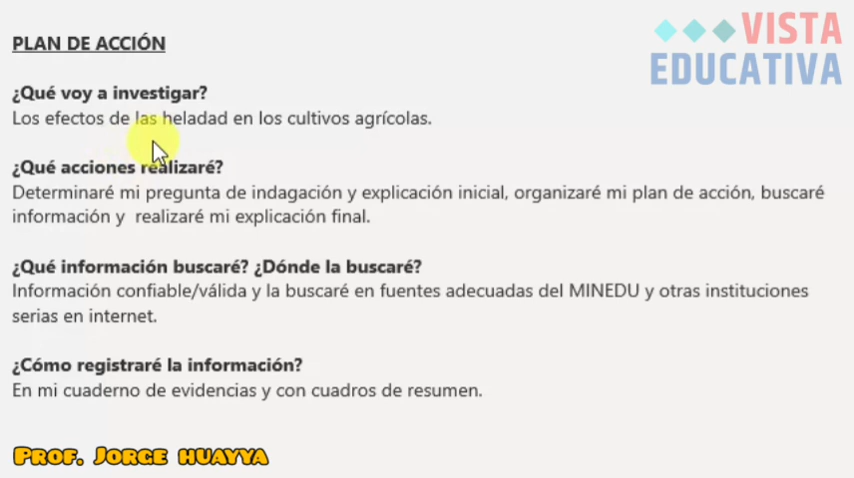 VISTA
EDUCATIVA
PLAN DE ACCIÓN
¿Qué voy a investigar?
Los efectos de las heladad en los cultivos agrícolas.
¿Qué acciones realizaré?
Determinaré mi pregunta de indagación y explicación inicial, organizaré mi plan de acción, buscaré
información y realizaré mi explicación final.
¿Qué información buscaré? ¿Dónde la buscaré?
Información confiable/válida y la buscaré en fuentes adecuadas del MINEDU y otras instituciones
serias en internet.
¿Cómo registraré la información?
En mi cuaderno de evidencias y con cuadros de resumen.
PROF. JORGE HUAYYA